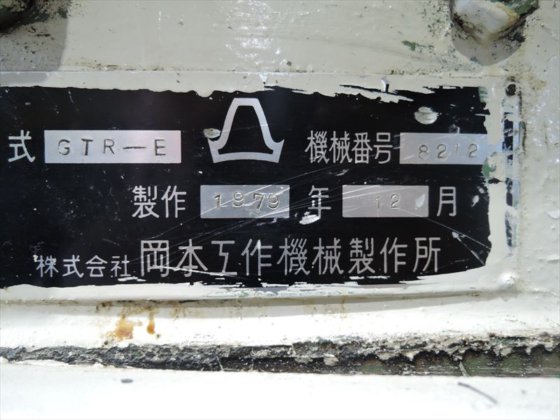 式 GTR-E 機械番号 8212
製作 1979 年 12 月
株式会社 岡本工作機械製作所